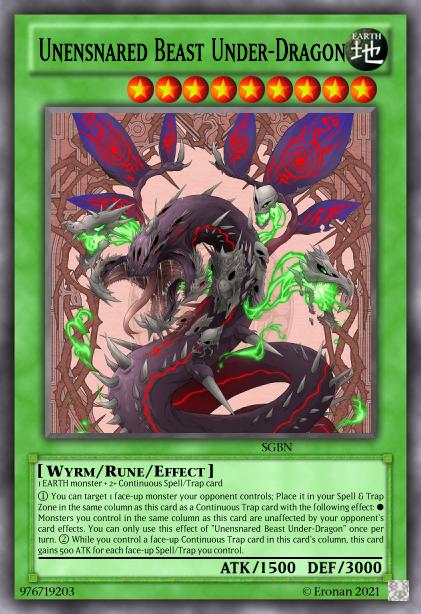 UNENSNARED BEAST UNDER-DRAGON
EARTH
地
SGBN
[ WYRM/RUNE/EFFECT ]
1 EARTH monster + 2+ Continuous Spell/Trap card
① You can target 1 face-up monster your opponent controls; Place it in your Spell & Trap
Zone in the same column as this card as a Continuous Trap card with the following effect: ●
Monsters you control in the same column as this card are unaffected by your opponent's
card effects. You can only use this effect of "Unensnared Beast Under-Dragon" once per
turn. ② While you control a face-up Continuous Trap card in this card's column, this card
gains 500 ATK for each face-up Spell/Trap you control.
ATK/1500 DEF/3000
976719203
© Eronan 2021